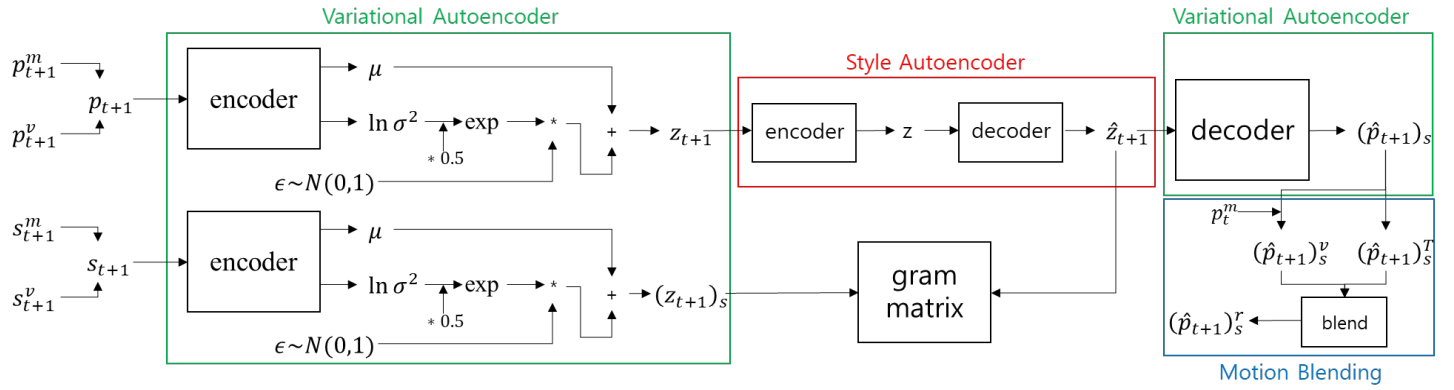 Variational Autoencoder
Variational Autoencoder
Style Autoencoder
p^m_{t+1}
p_{t+1}
p^v_{t+1}
encoder
μ
ln σ²
* 0.5
exp
*
+
ϵ~N(0,1)
z_{t+1}
encoder
z
decoder
ẑ_{t+1}
decoder
(p̂_{t+1})_s
s^m_{t+1}
s_{t+1}
s^v_{t+1}
encoder
μ
ln σ²
* 0.5
exp
*
+
ϵ~N(0,1)
(z_{t+1})_s
gram
matrix
p^m_t
(p̂_{t+1})^v_s
(p̂_{t+1})^T_s
blend
(p̂_{t+1})^r_s
Motion Blending